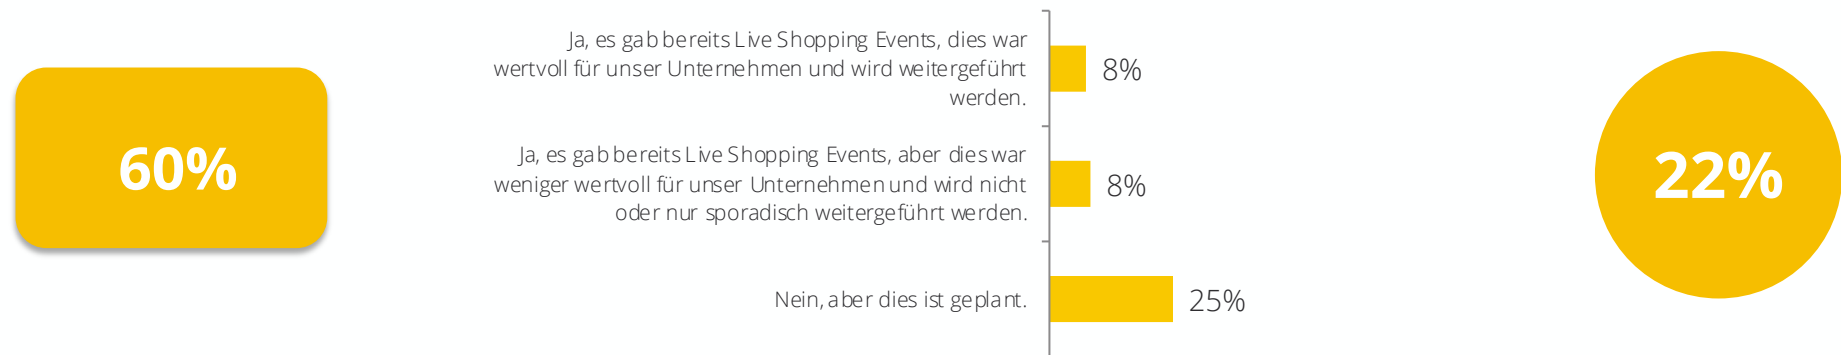 60%
Ja, es gab bereits Live Shopping Events, dies war
wertvoll für unser Unternehmen und wird weitergeführt
werden.
8%
Ja, es gab bereits Live Shopping Events, aber dies war
weniger wertvoll für unser Unternehmen und wird nicht
oder nur sporadisch weitergeführt werden.
8%
Nein, aber dies ist geplant.
25%
22%